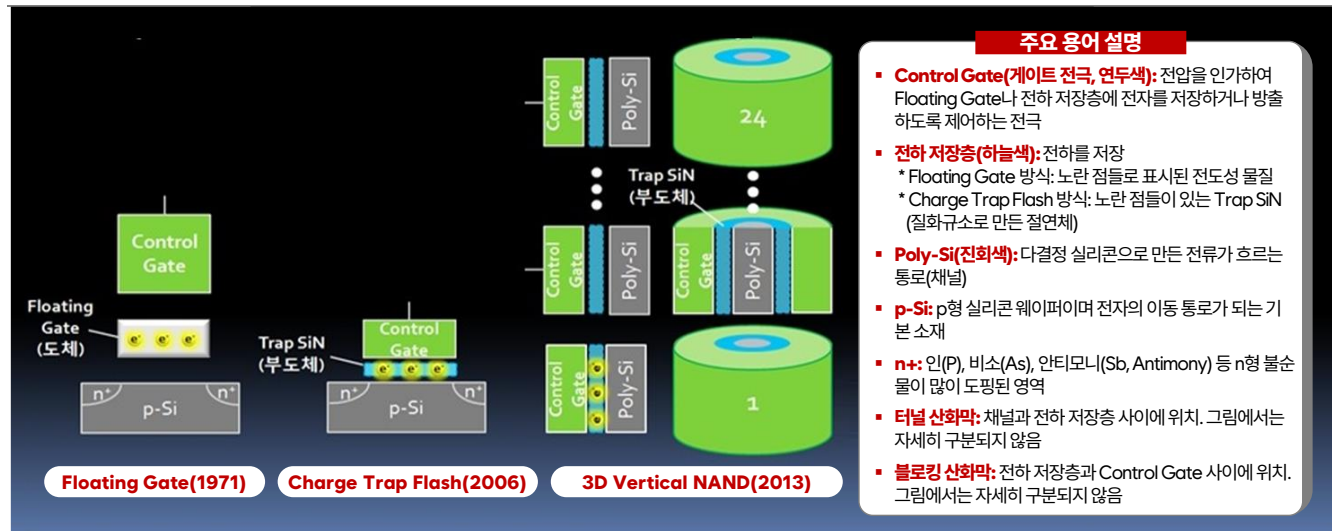 Control
Gate
Floating
Gate
(도체)
e-
e-
e-
n+
n+
p-Si
Floating Gate(1971)
Control
Gate
Trap SiN
(부도체)
e-
e-
e-
n+
n+
p-Si
Charge Trap Flash(2006)
Control
Gate
Poly-Si
24
Trap SiN
(부도체)
Control
Gate
Poly-Si
Control
Gate
Poly-Si
Control
Gate
e-
e-
e-
Poly-Si
1
3D Vertical NAND(2013)
주요 용어 설명
▪ Control Gate(게이트 전극, 연두색): 전압을 인가하여
Floating Gate나 전하 저장층에 전자를 저장하거나 방출
하도록 제어하는 전극
▪ 전하 저장층(하늘색): 전하를 저장
* Floating Gate 방식: 노란 점들로 표시된 전도성 물질
* Charge Trap Flash 방식: 노란 점들이 있는 Trap SiN
(질화규소로 만든 절연체)
▪ Poly-Si(진회색): 다결정 실리콘으로 만든 전류가 흐르는
통로(채널)
▪ p-Si: p형 실리콘 웨이퍼이며 전자의 이동 통로가 되는 기
본 소재
▪ n+: 인(P), 비소(As), 안티모니(Sb, Antimony) 등 n형 불순
물이 많이 도핑된 영역
▪ 터널 산화막: 채널과 전하 저장층 사이에 위치. 그림에서는
자세히 구분되지 않음
▪ 블로킹 산화막: 전하 저장층과 Control Gate 사이에 위치.
그림에서는 자세히 구분되지 않음